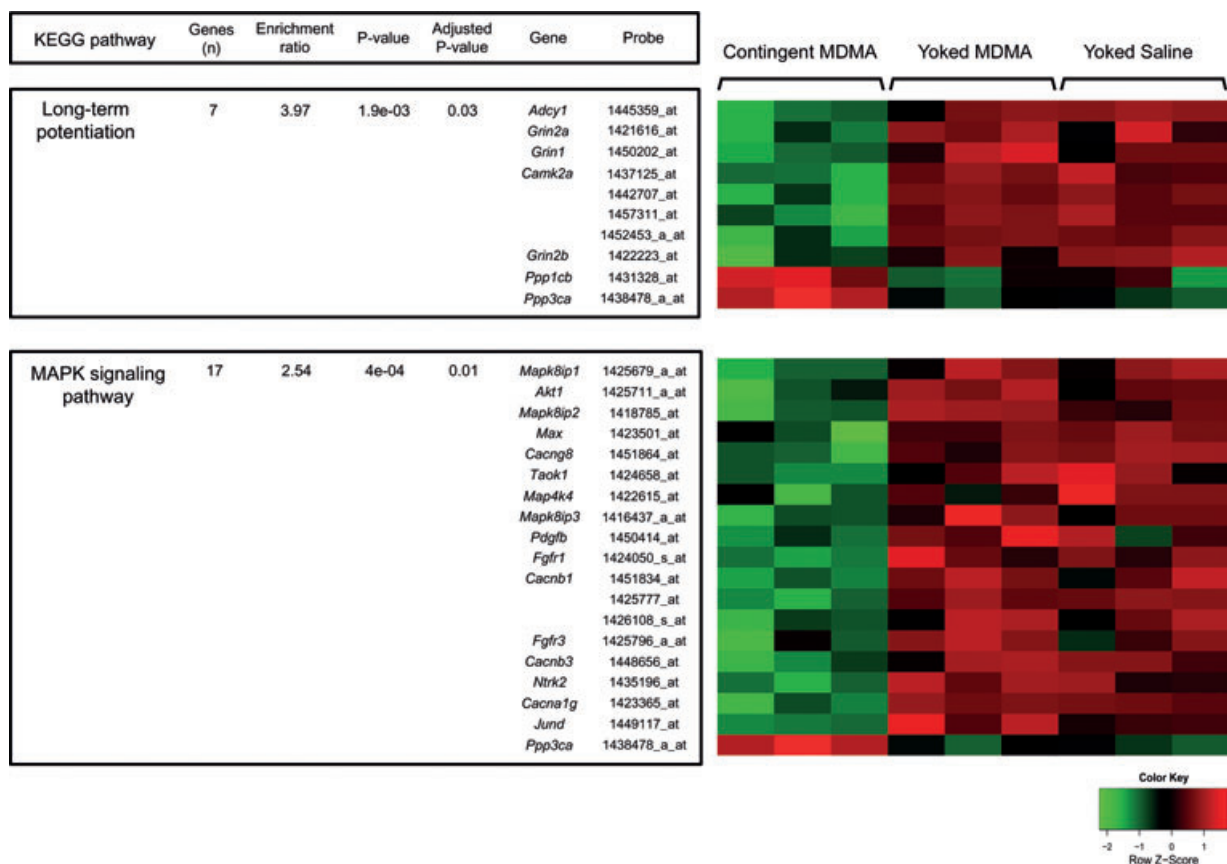 KEGG pathway Genes (n) Enrichment ratio P-value Adjusted P-value Gene Probe
Contingent MDMA Yoked MDMA Yoked Saline
Long-term potentiation 7 3.97 1.9e-03 0.03 Adcy1 1445359_at
Grin2a 1421616_at
Grin1 1450202_at
Camk2a 1437125_at
1442707_at
1457311_at
1452453_a_at
Grin2b 1422223_at
Ppp1cb 1431328_at
Ppp3ca 1438478_a_at
MAPK signaling pathway 17 2.54 4e-04 0.01 Mapk8ip1 1425679_a_at
Akt1 1425711_a_at
Mapk8ip2 1418785_at
Max 1423501_at
Cacng8 1451864_at
Taok1 1424658_at
Map4k4 1422615_at
Mapk8ip3 1416437_a_at
Pdgfb 1450414_at
Fgfr1 1424050_s_at
Cacnb1 1451834_at
1425777_at
1426108_s_at
Fgfr3 1425796_a_at
Cacnb3 1448656_at
Ntrk2 1435196_at
Cacna1g 1423365_at
Jund 1449117_at
Ppp3ca 1438478_a_at
Color Key
−2 −1 0 1
Row Z−Score